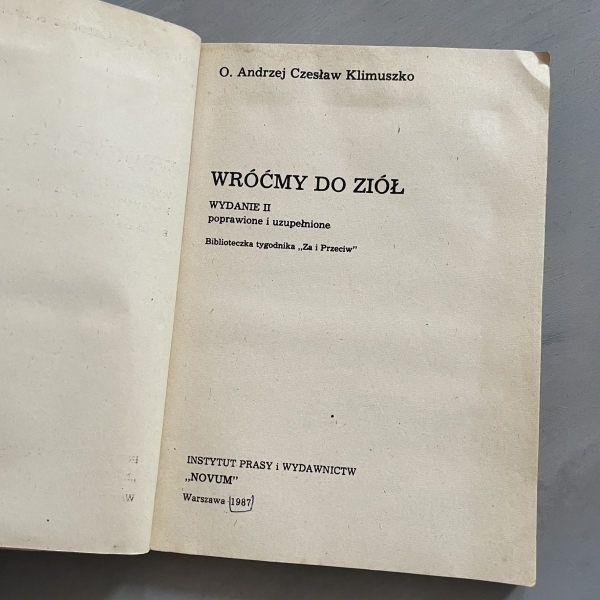 O. Andrzej Czesław Klimuszko
WRÓĆMY DO ZIÓŁ
WYDANIE II
poprawione i uzupełnione
Biblioteczka tygodnika „Za i Przeciw”
INSTYTUT PRASY i WYDAWNICTW
„NOVUM”
Warszawa 1987